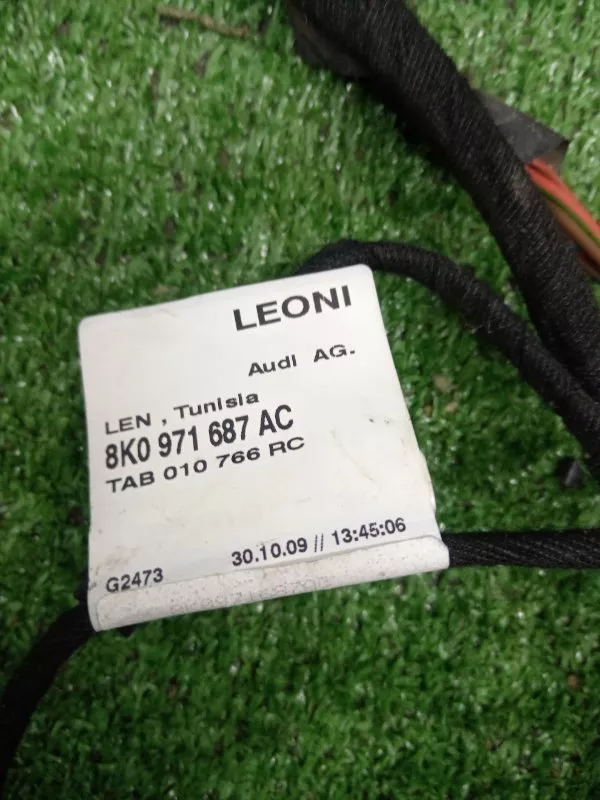 LEONI
Audi AG.
LEN , Tunisia
8K0 971 687 AC
TAB 010 766 RC
G2473 30.10.09 // 13:45:06